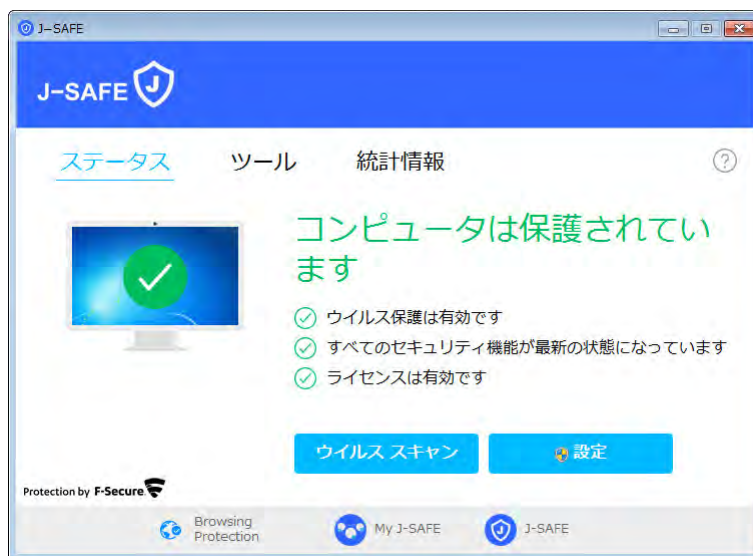 J-SAFE
J-SAFE J
ステータス ツール 統計情報 ?
コンピュータは保護されてい
ます
ウイルス保護は有効です
すべてのセキュリティ機能が最新の状態になっています
ライセンスは有効です
ウイルス スキャン 設定
Protection by F-Secure
Browsing
Protection
My J-SAFE
J-SAFE